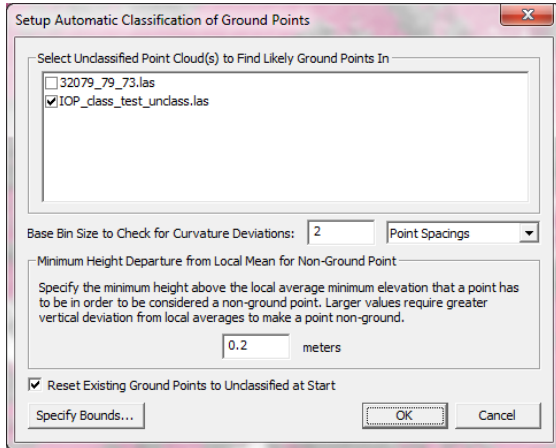 Setup Automatic Classification of Ground Points
Select Unclassified Point Cloud(s) to Find Likely Ground Points In
32079_79_73.las
IOP_class_test_unclass.las
Base Bin Size to Check for Curvature Deviations: 2 Point Spacings
Minimum Height Departure from Local Mean for Non-Ground Point
Specify the minimum height above the local average minimum elevation that a point has
to be in order to be considered a non-ground point. Larger values require greater
vertical deviation from local averages to make a point non-ground.
0.2 meters
Reset Existing Ground Points to Unclassified at Start
Specify Bounds... OK Cancel